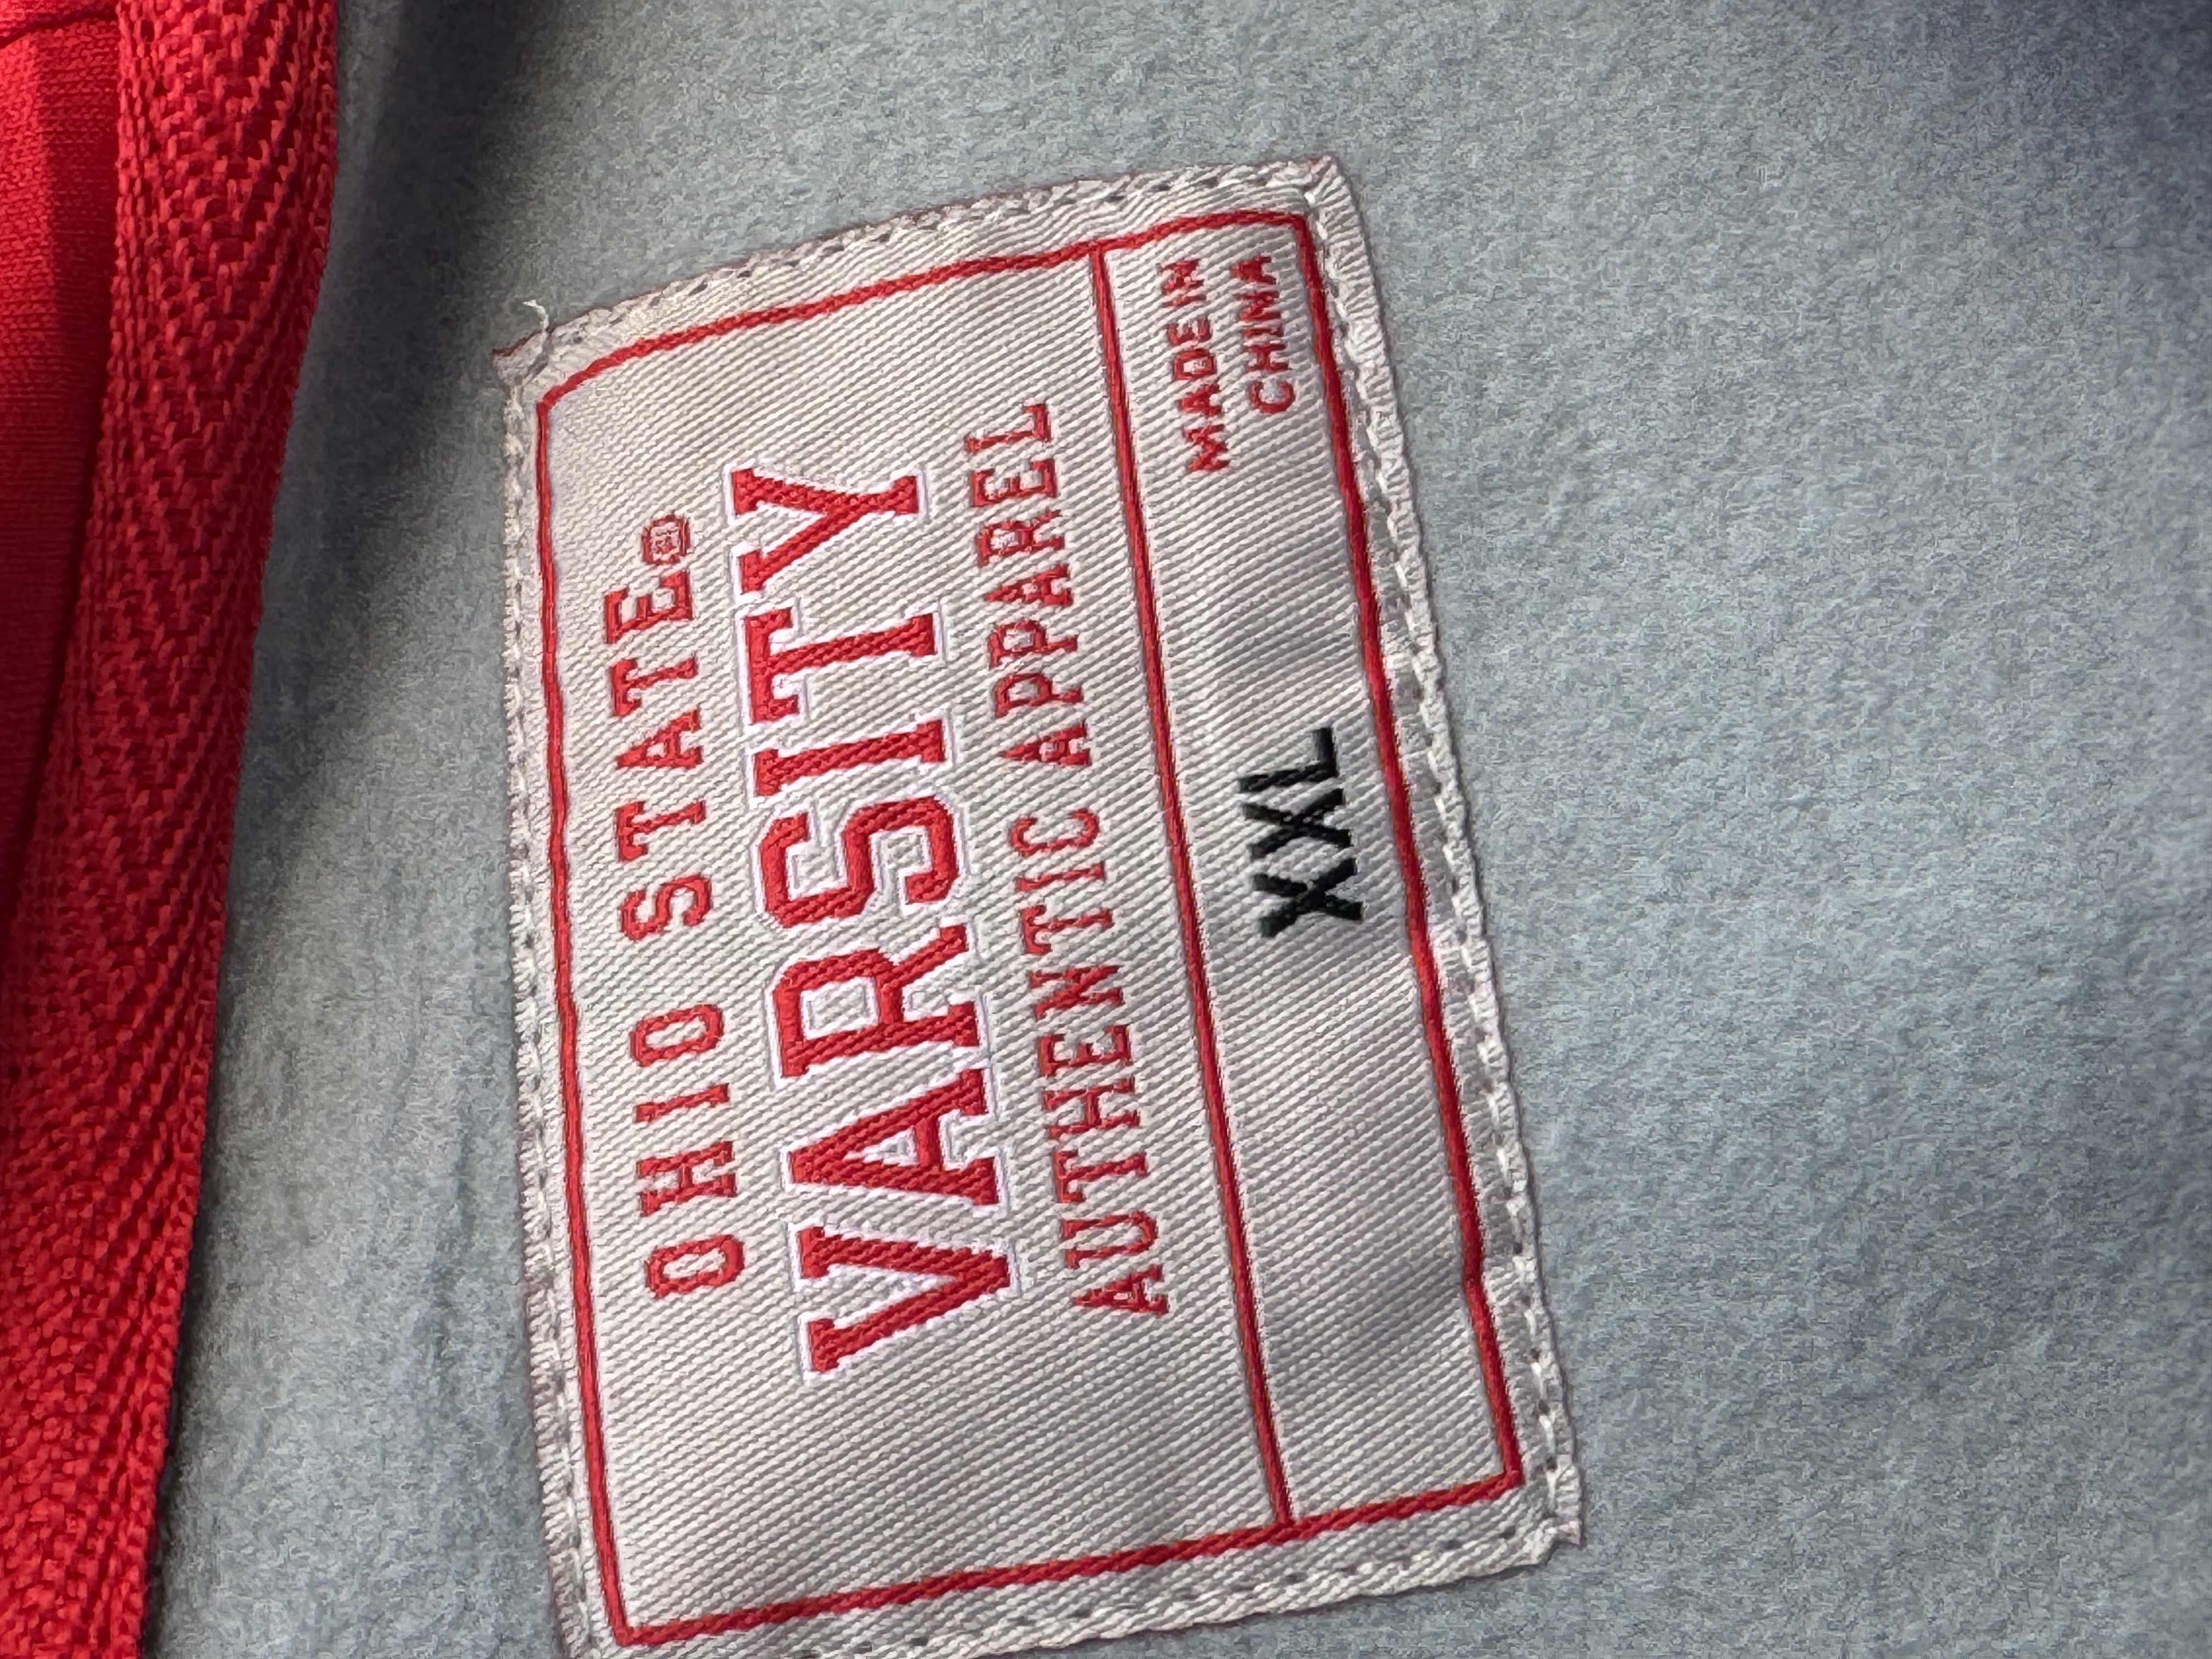 OHIO STATE®
VARSITY
AUTHENTIC APPAREL
XXL
MADE IN
CHINA